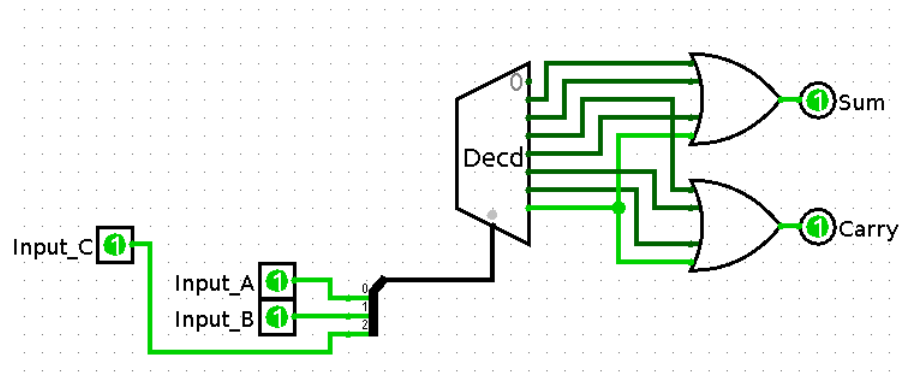 0
1 Sum
Decd
Input_C 1
1 Carry
Input_A 1
0
Input_B 1
1
2